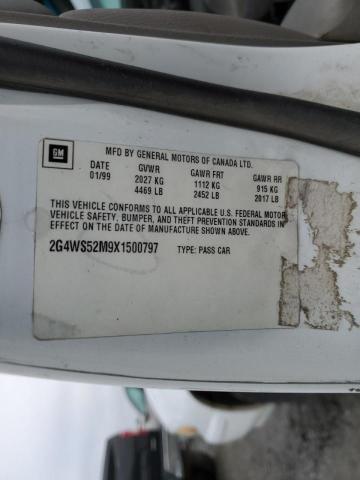 GM
MFD BY GENERAL MOTORS OF CANADA LTD.
DATE GVWR GAWR FRT GAWR RR
01/99 2027 KG 1112 KG 915 KG
4469 LB 2452 LB 2017 LB
THIS VEHICLE CONFORMS TO ALL APPLICABLE U.S. FEDERAL MOTOR
VEHICLE SAFETY, BUMPER, AND THEFT PREVENTION STANDARDS IN
EFFECT ON THE DATE OF MANUFACTURE SHOWN ABOVE.
2G4WS52M9X1500797 TYPE: PASS CAR